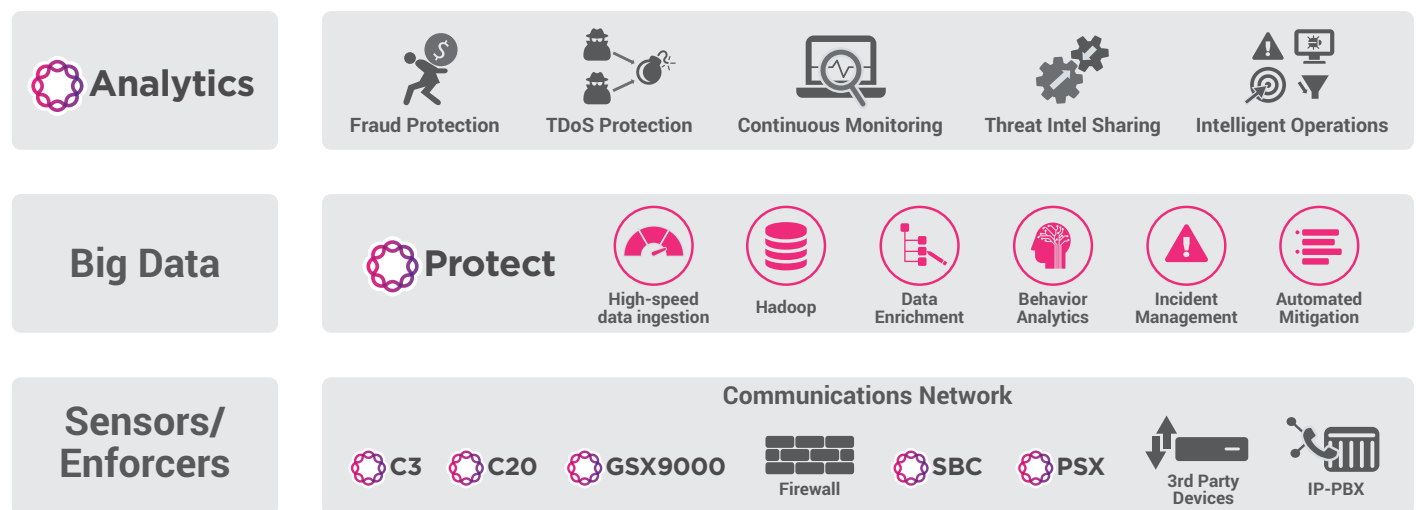 Analytics
$
Fraud Protection
TDoS Protection
Continuous Monitoring
Threat Intel Sharing
Intelligent Operations
Big Data
Protect
High-speed
data ingestion
Hadoop
Data
Enrichment
Behavior
Analytics
Incident
Management
Automated
Mitigation
Sensors/
Enforcers
Communications Network
C3
C20
GSX9000
Firewall
SBC
PSX
3rd Party
Devices
IP-PBX